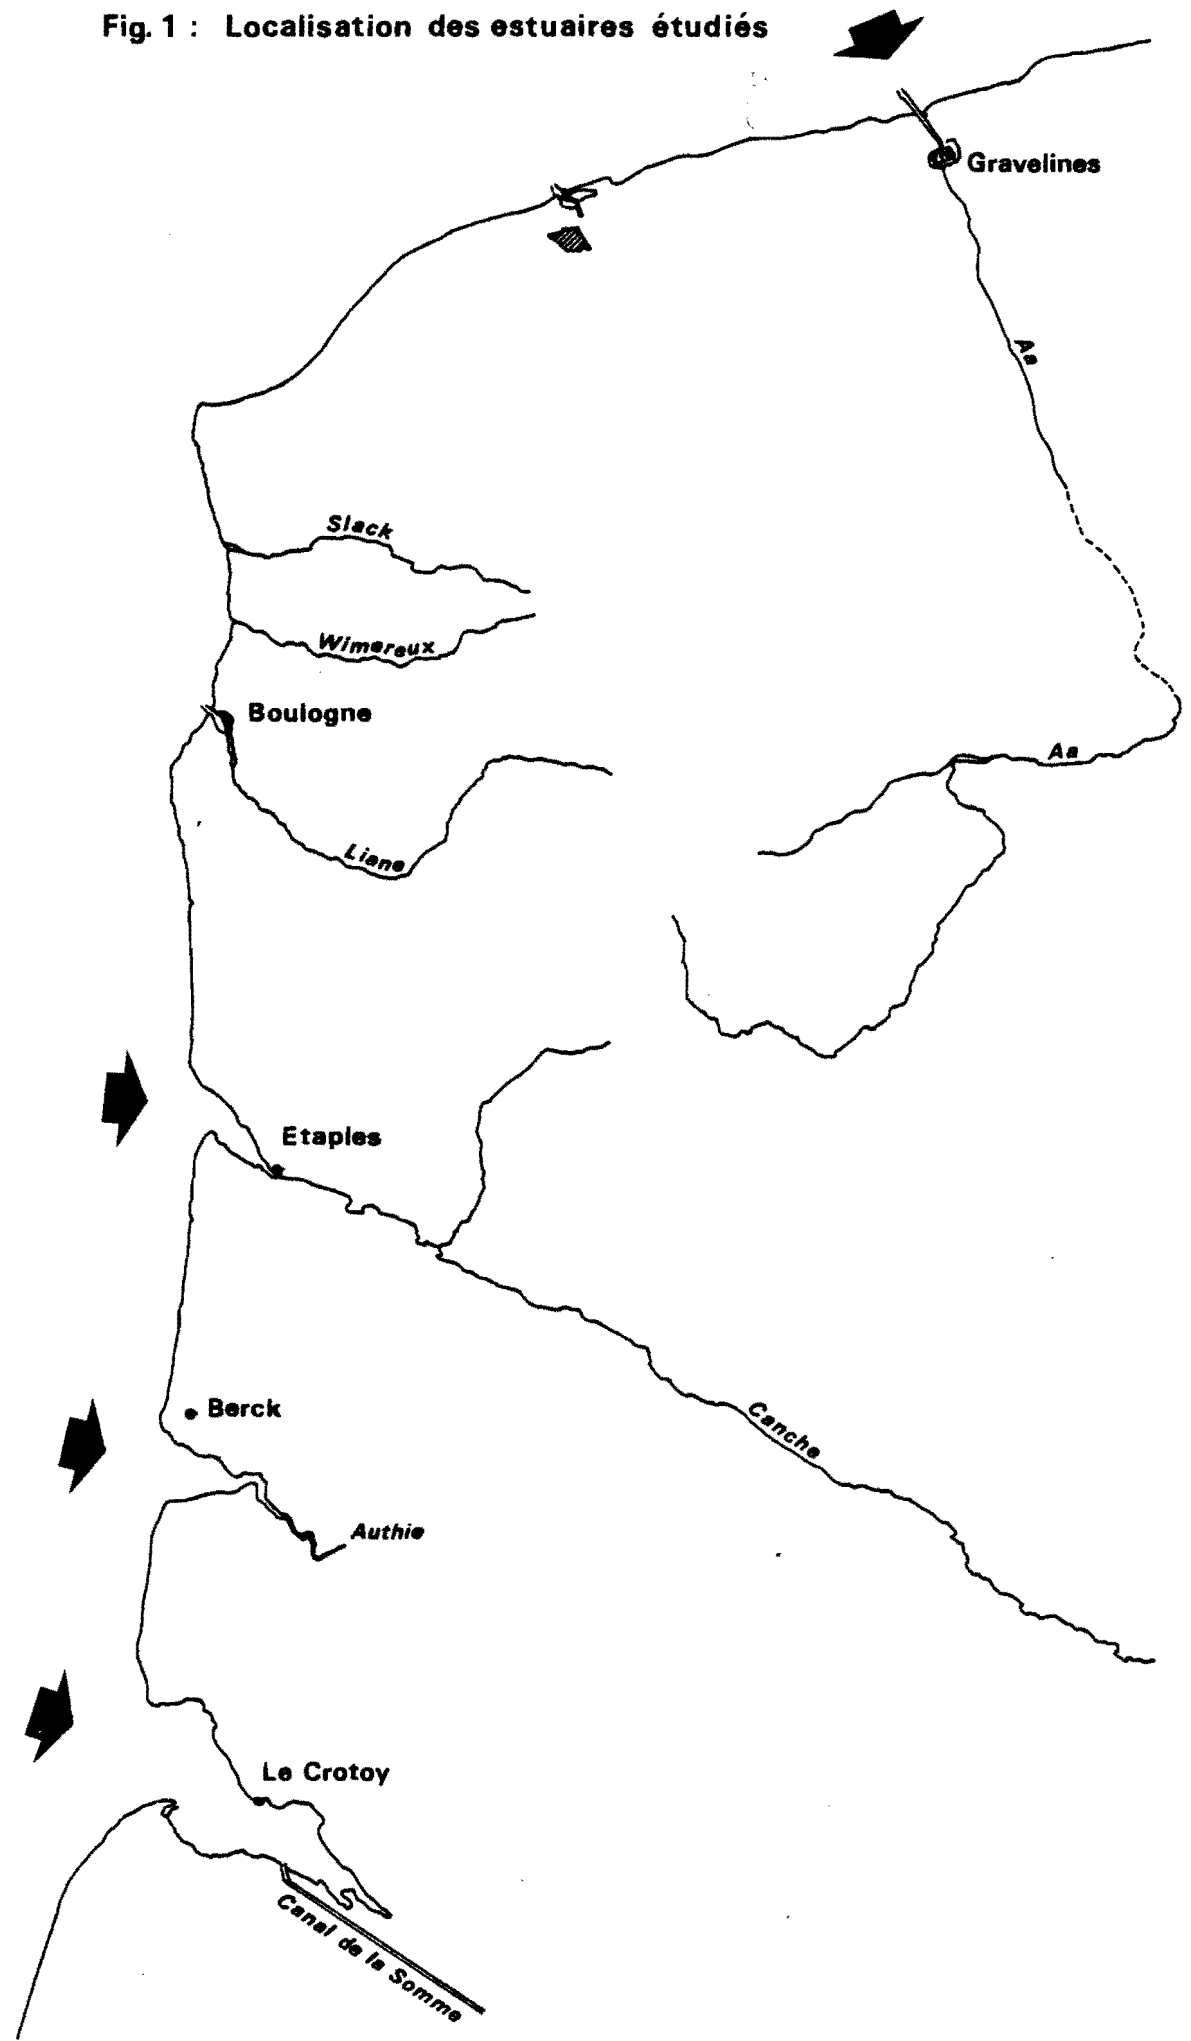 Fig. 1 : Localisation des estuaires étudiés
Gravelines
Aa
Slack
Wimereux
Boulogne
Aa
Liane
Etaples
Berck
Canche
Authie
Le Crotoy
Canal de la Somme